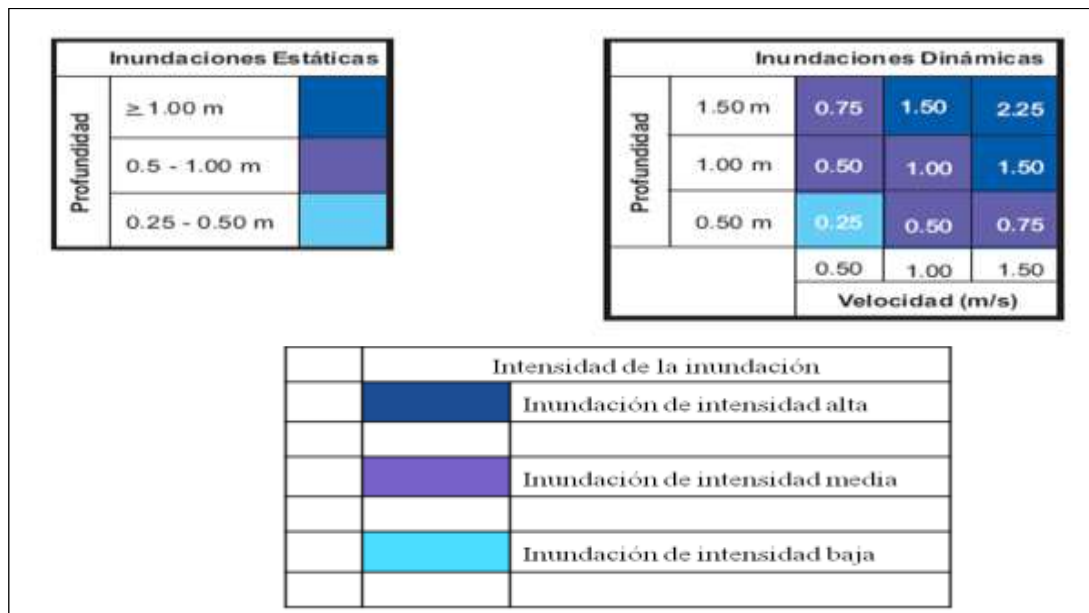 Inundaciones Estáticas
Profundidad
≥ 1.00 m
0.5 - 1.00 m
0.25 - 0.50 m
Inundaciones Dinámicas
Profundidad
1.50 m 0.75 1.50 2.25
1.00 m 0.50 1.00 1.50
0.50 m 0.25 0.50 0.75
0.50 1.00 1.50
Velocidad (m/s)
Intensidad de la inundación
Inundación de intensidad alta
Inundación de intensidad media
Inundación de intensidad baja